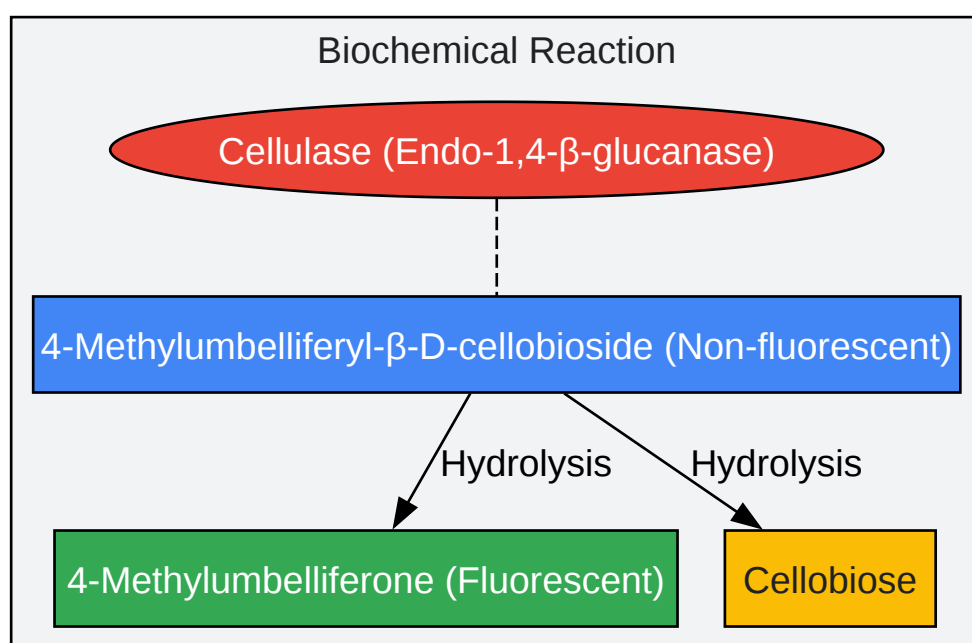 Biochemical Reaction
Cellulase (Endo-1,4-β-glucanase)
4-Methylumbelliferyl-β-D-cellobioside (Non-fluorescent)
Hydrolysis
Hydrolysis
4-Methylumbelliferone (Fluorescent)
Cellobiose